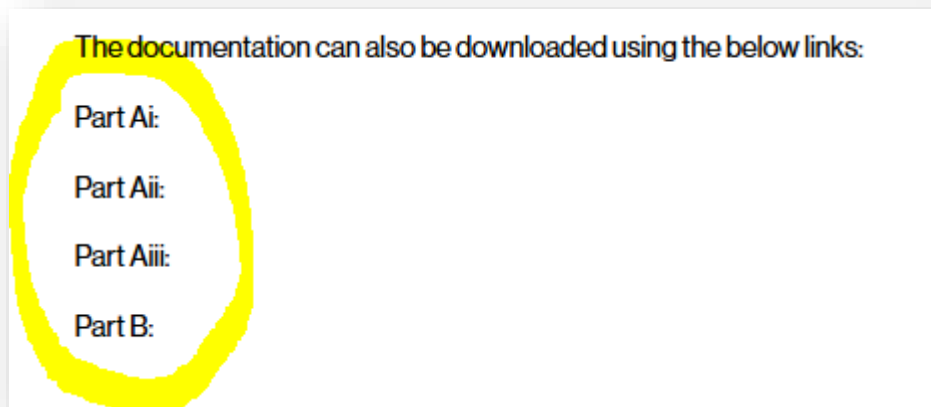 The documentation can also be downloaded using the below links:
Part Ai:
Part Aii:
Part Aiii:
Part B: